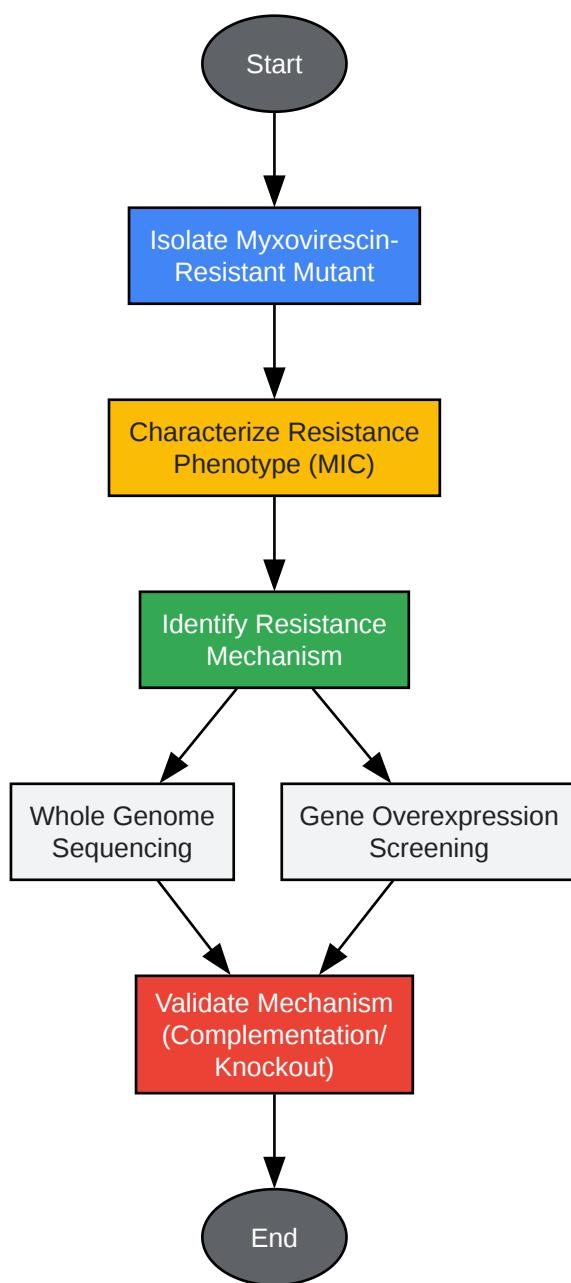 Start
Isolate Myxovirescin-
Resistant Mutant
Characterize Resistance
Phenotype (MIC)
Identify Resistance
Mechanism
Whole Genome
Sequencing
Gene Overexpression
Screening
Validate Mechanism
(Complementation/
Knockout)
End